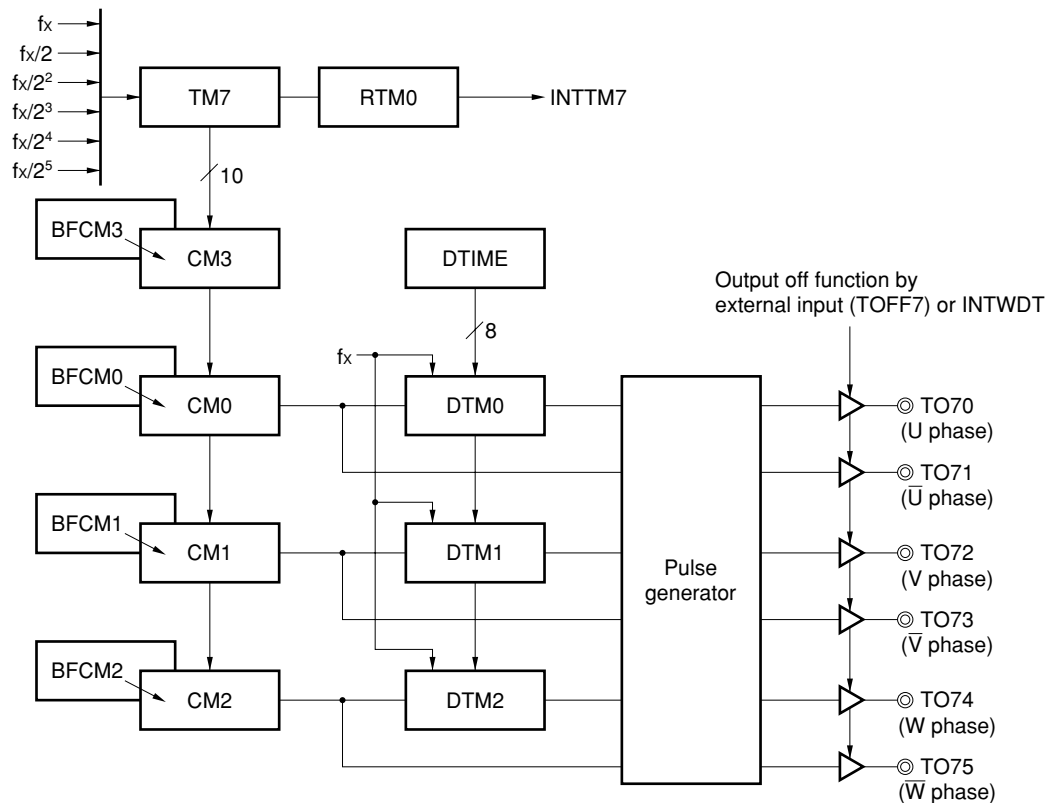 fx
fx/2
fx/2²
fx/2³
fx/2⁴
fx/2⁵
TM7
RTM0
INTTM7
10
BFCM3
CM3
DTIME
Output off function by
external input (TOFF7) or INTWDT
8
fx
BFCM0
CM0
DTM0
TO70
(U phase)
TO71
(U̅ phase)
BFCM1
CM1
DTM1
Pulse
generator
TO72
(V phase)
TO73
(V̅ phase)
BFCM2
CM2
DTM2
TO74
(W phase)
TO75
(W̅ phase)